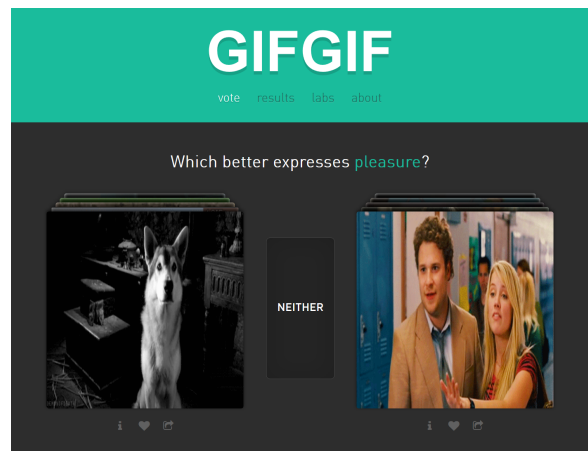 GIFGIF
vote results labs about
Which better expresses pleasure?
NEITHER